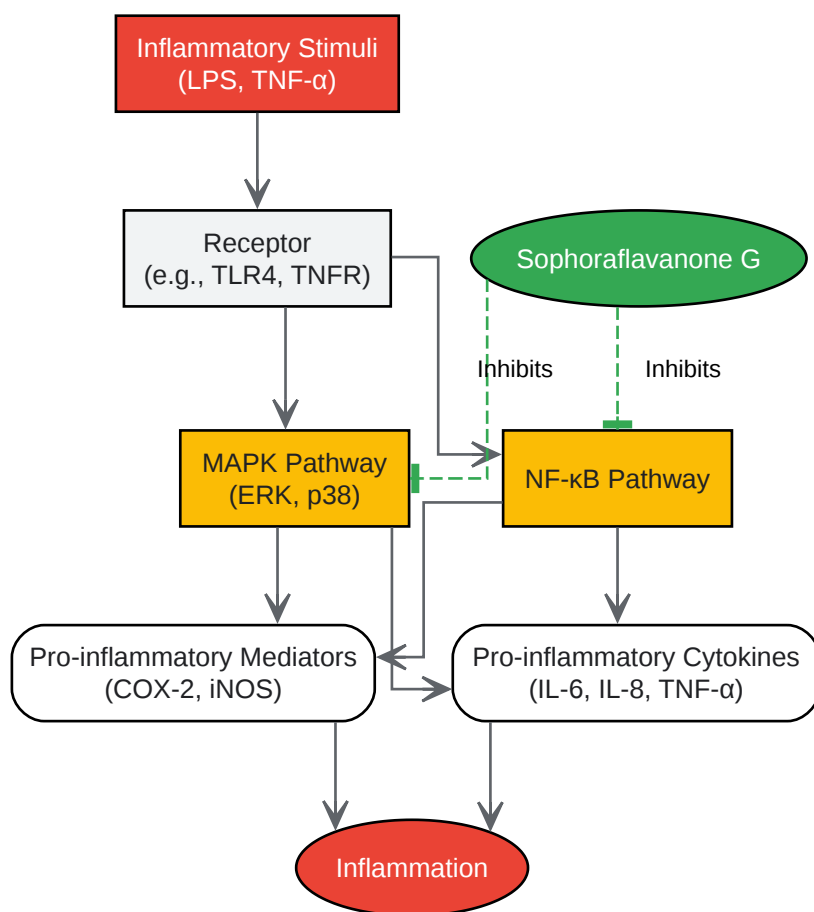 Inflammatory Stimuli
(LPS, TNF-α)
Receptor
(e.g., TLR4, TNFR)
Sophoraflavanone G
Inhibits
Inhibits
MAPK Pathway
(ERK, p38)
NF-κB Pathway
Pro-inflammatory Mediators
(COX-2, iNOS)
Pro-inflammatory Cytokines
(IL-6, IL-8, TNF-α)
Inflammation